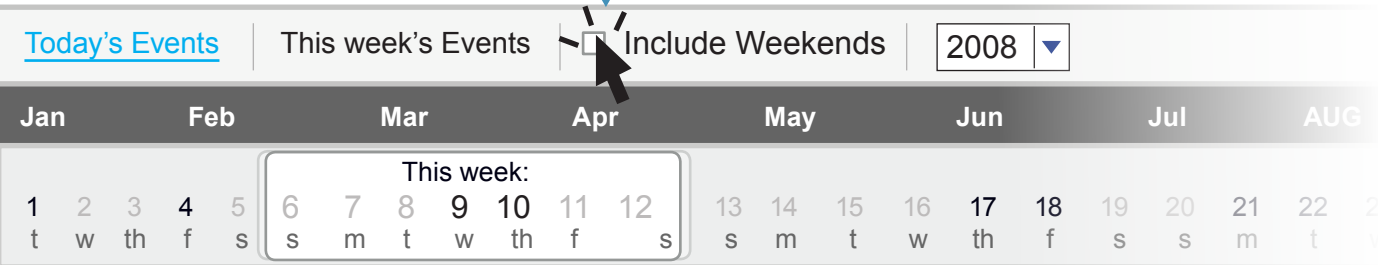 Today's Events This week's Events Include Weekends 2008
Jan Feb Mar Apr May Jun Jul AUG
This week:
1 2 3 4 5 6 7 8 9 10 11 12 13 14 15 16 17 18 19 20 21 22
t w th f s s m t w th f s s m t w th f s s m t